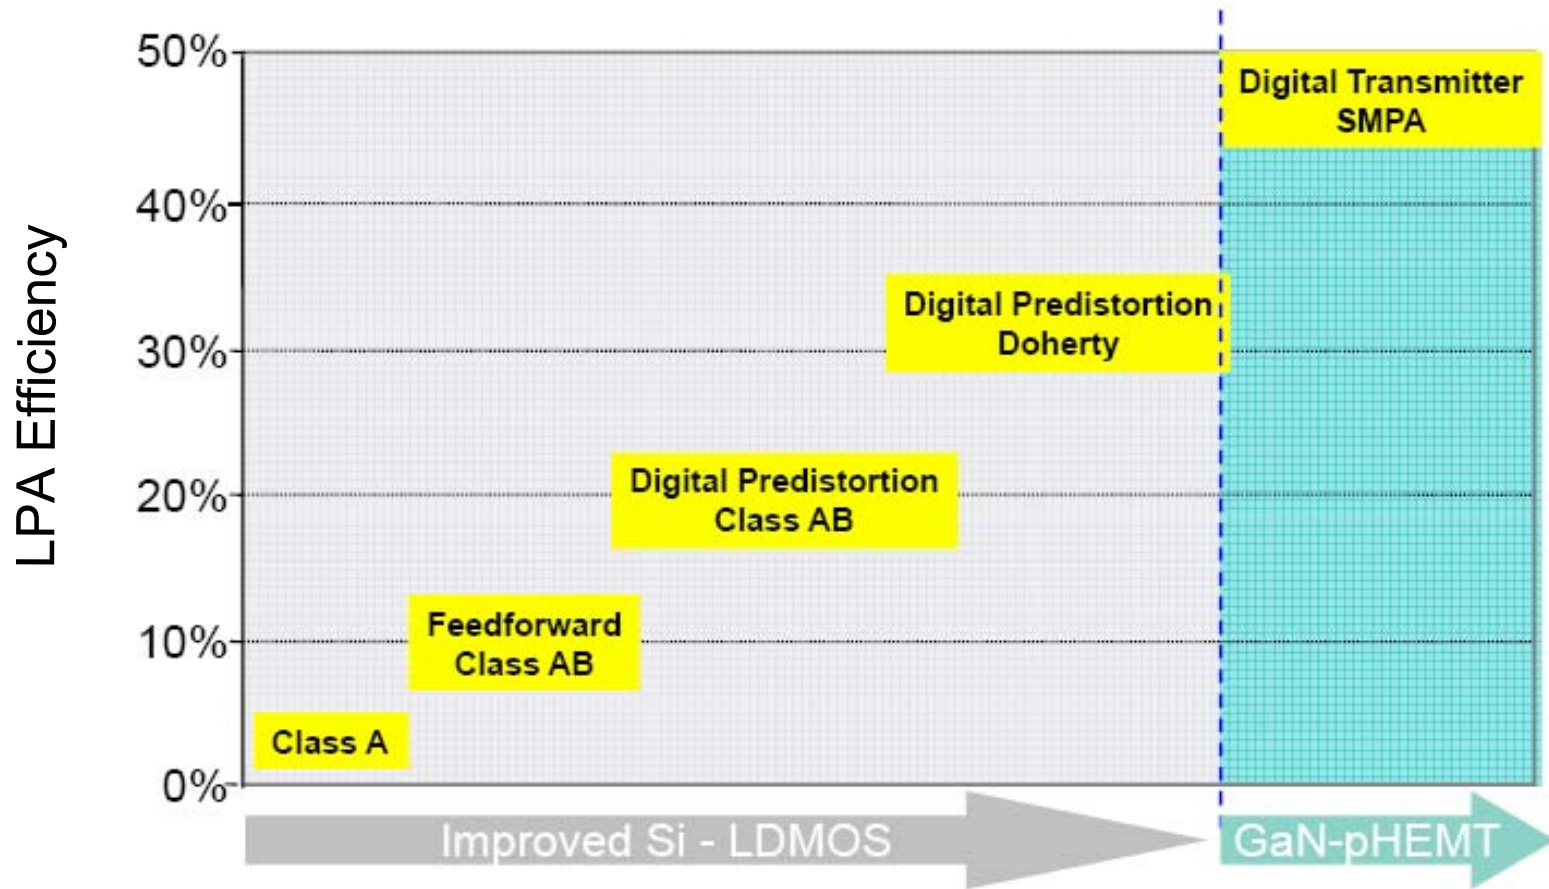 LPA Efficiency
50%
40%
30%
20%
10%
0%
Digital Transmitter
SMPA
Digital Predistortion
Doherty
Digital Predistortion
Class AB
Feedforward
Class AB
Class A
Improved Si - LDMOS
GaN-pHEMT